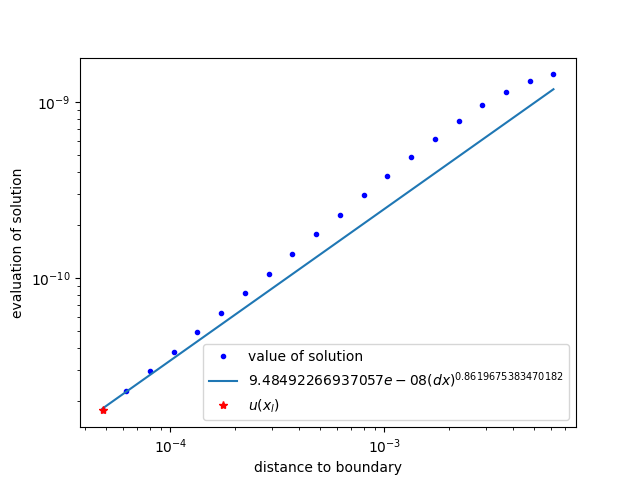 evaluation of solution
10⁻⁹
10⁻¹⁰
value of solution
9.48492266937057e − 08(dx)^0.8619675383470182
u(x_l)
10⁻⁴
10⁻³
distance to boundary